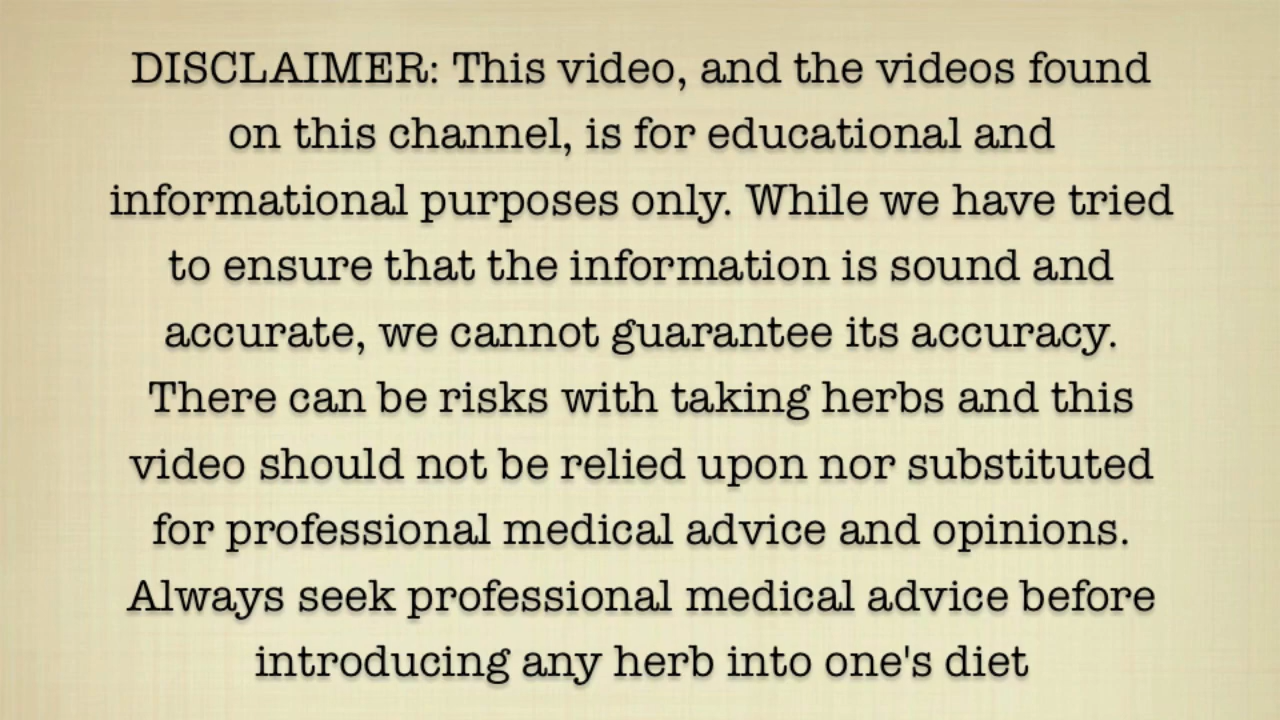 DISCLAIMER: This video, and the videos found
on this channel, is for educational and
informational purposes only. While we have tried
to ensure that the information is sound and
accurate, we cannot guarantee its accuracy.
There can be risks with taking herbs and this
video should not be relied upon nor substituted
for professional medical advice and opinions.
Always seek professional medical advice before
introducing any herb into one's diet